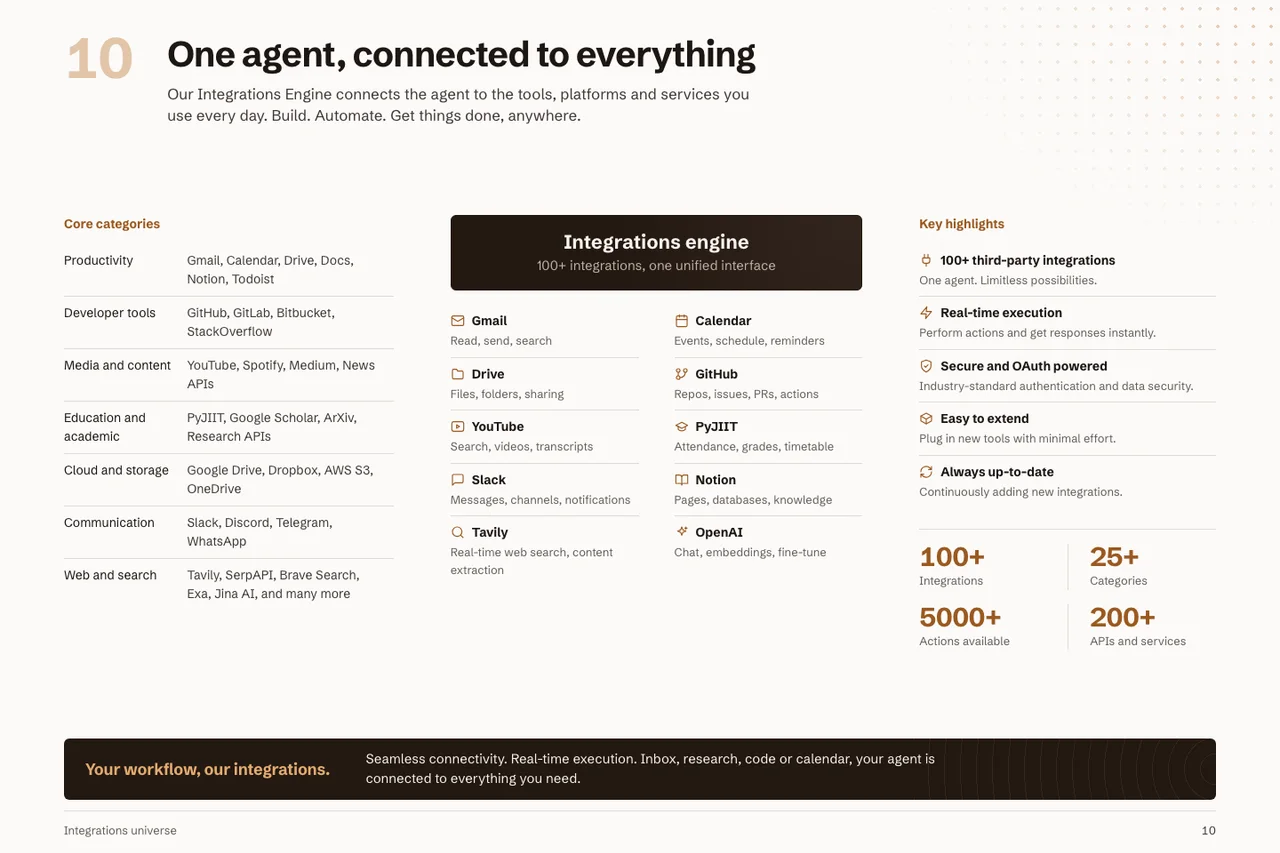 10
One agent, connected to everything
Our Integrations Engine connects the agent to the tools, platforms and services you
use every day. Build. Automate. Get things done, anywhere.
Core categories
Productivity
Gmail, Calendar, Drive, Docs,
Notion, Todoist
Developer tools
GitHub, GitLab, Bitbucket,
StackOverflow
Media and content
YouTube, Spotify, Medium, News
APIs
Education and
academic
PyJIIT, Google Scholar, ArXiv,
Research APIs
Cloud and storage
Google Drive, Dropbox, AWS S3,
OneDrive
Communication
Slack, Discord, Telegram,
WhatsApp
Web and search
Tavily, SerpAPI, Brave Search,
Exa, Jina AI, and many more
Integrations engine
100+ integrations, one unified interface
Gmail
Read, send, search
Calendar
Events, schedule, reminders
Drive
Files, folders, sharing
GitHub
Repos, issues, PRs, actions
YouTube
Search, videos, transcripts
PyJIIT
Attendance, grades, timetable
Slack
Messages, channels, notifications
Notion
Pages, databases, knowledge
Tavily
Real-time web search, content
extraction
OpenAI
Chat, embeddings, fine-tune
Key highlights
100+ third-party integrations
One agent. Limitless possibilities.
Real-time execution
Perform actions and get responses instantly.
Secure and OAuth powered
Industry-standard authentication and data security.
Easy to extend
Plug in new tools with minimal effort.
Always up-to-date
Continuously adding new integrations.
100+
Integrations
25+
Categories
5000+
Actions available
200+
APIs and services
Your workflow, our integrations.
Seamless connectivity. Real-time execution. Inbox, research, code or calendar, your agent is
connected to everything you need.
Integrations universe
10